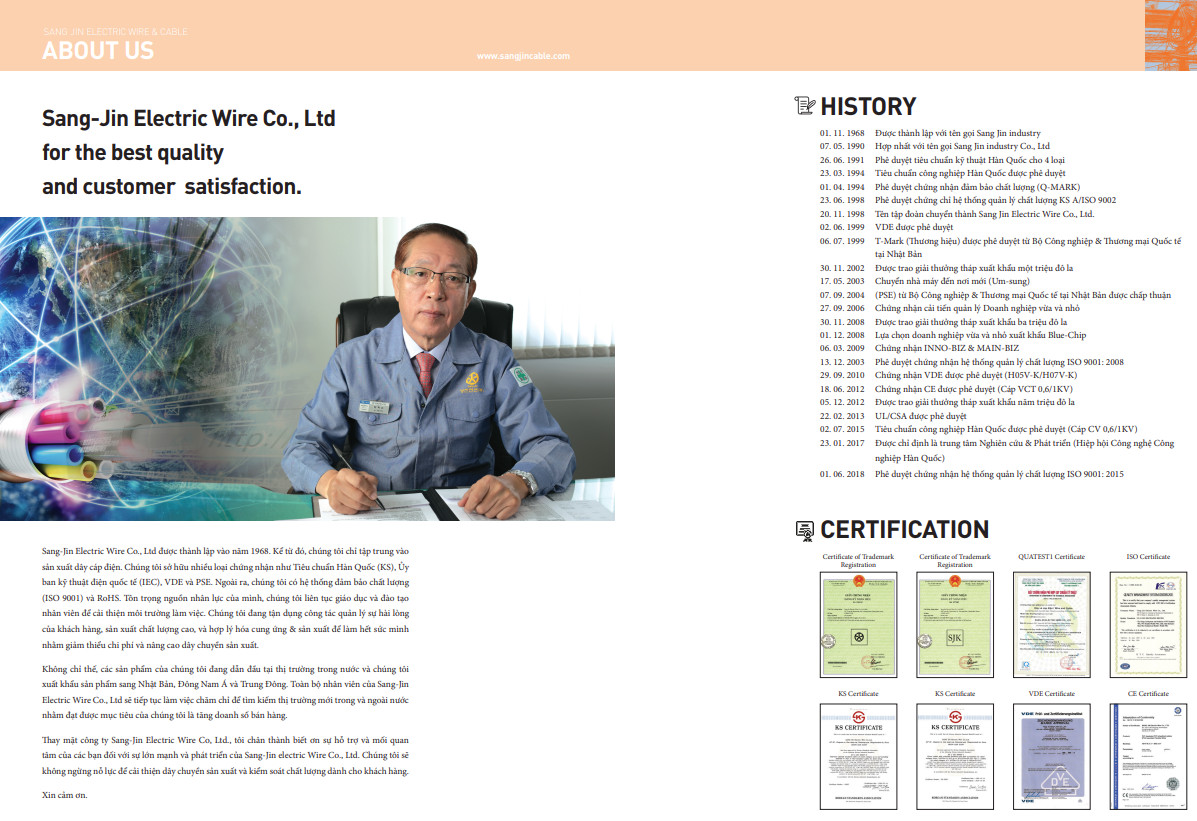 SANG JIN ELECTRIC WIRE & CABLE
ABOUT US
www.sangjincable.com
Sang-Jin Electric Wire Co., Ltd
for the best quality
and customer satisfaction.
http://
Sang-Jin Electric Wire Co., Ltd được thành lập vào năm 1968. Kể từ đó, chúng tôi chỉ tập trung vào
sản xuất dây cáp điện. Chúng tôi sở hữu nhiều loại chứng nhận như Tiêu chuẩn Hàn Quốc (KS), Ủy
ban kỹ thuật điện quốc tế (IEC), VDE và PSE. Ngoài ra, chúng tôi có hệ thống đảm bảo chất lượng
(ISO 9001) và RoHS. Tôn trọng nguồn nhân lực của mình, chúng tôi liên tục giáo dục và đào tạo
nhân viên để cải thiện môi trường làm việc. Chúng tôi đang tận dụng công tác quản lý sự hài lòng
của khách hàng, sản xuất chất lượng cao, và hợp lý hóa cung ứng & sản xuất để làm hết sức mình
nhằm giảm thiểu chi phí và nâng cao dây chuyền sản xuất.
Không chỉ thế, các sản phẩm của chúng tôi đang dẫn đầu tại thị trường trong nước và chúng tôi
xuất khẩu sản phẩm sang Nhật Bản, Đông Nam Á và Trung Đông. Toàn bộ nhân viên của Sang-Jin
Electric Wire Co., Ltd sẽ tiếp tục làm việc chăm chỉ để tìm kiếm thị trường mới trong và ngoài nước
nhằm đạt được mục tiêu của chúng tôi là tăng doanh số bán hàng.
Thay mặt công ty Sang-Jin Electric Wire Co, Ltd., tôi chân thành biết ơn sự hỗ trợ và mối quan
tâm của các bạn đối với sự lớn mạnh và phát triển của Sang-Jin electric Wire Co., Ltd. Chúng tôi sẽ
không ngừng nỗ lực để cải thiện dây chuyền sản xuất và kiểm soát chất lượng dành cho khách hàng.
Xin cảm ơn.
HISTORY
01. 11. 1968 Được thành lập với tên gọi Sang Jin industry
07. 05. 1990 Hợp nhất với tên gọi Sang Jin industry Co., Ltd
26. 06. 1991 Phê duyệt tiêu chuẩn kỹ thuật Hàn Quốc cho 4 loại
23. 03. 1994 Tiêu chuẩn công nghiệp Hàn Quốc được phê duyệt
01. 04. 1994 Phê duyệt chứng nhận đảm bảo chất lượng (Q-MARK)
23. 06. 1998 Phê duyệt chứng chỉ hệ thống quản lý chất lượng KS A/ISO 9002
20. 11. 1998 Tên tập đoàn chuyển thành Sang Jin Electric Wire Co., Ltd.
02. 06. 1999 VDE được phê duyệt
06. 07. 1999 T-Mark (Thương hiệu) được phê duyệt từ Bộ Công nghiệp & Thương mại Quốc tế
tại Nhật Bản
30. 11. 2002 Được trao giải thưởng tháp xuất khẩu một triệu đô la
17. 05. 2003 Chuyển nhà máy đến nơi mới (Um-sung)
07. 09. 2004 (PSE) từ Bộ Công nghiệp & Thương mại Quốc tế tại Nhật Bản được chấp thuận
27. 09. 2006 Chứng nhận cải tiến quản lý Doanh nghiệp vừa và nhỏ
30. 11. 2008 Được trao giải thưởng tháp xuất khẩu ba triệu đô la
01. 12. 2008 Lựa chọn doanh nghiệp vừa và nhỏ xuất khẩu Blue-Chip
06. 03. 2009 Chứng nhận INNO-BIZ & MAIN-BIZ
13. 12. 2003 Phê duyệt chứng nhận hệ thống quản lý chất lượng ISO 9001: 2008
29. 09. 2010 Chứng nhận VDE được phê duyệt (H05V-K/H07V-K)
18. 06. 2012 Chứng nhận CE được phê duyệt (Cáp VCT 0,6/1KV)
05. 12. 2012 Được trao giải thưởng tháp xuất khẩu năm triệu đô la
22. 02. 2013 UL/CSA được phê duyệt
02. 07. 2015 Tiêu chuẩn công nghiệp Hàn Quốc được phê duyệt (Cáp CV 0,6/1KV)
23. 01. 2017 Được chỉ định là trung tâm Nghiên cứu & Phát triển (Hiệp hội Công nghệ Công
nghiệp Hàn Quốc)
01. 06. 2018 Phê duyệt chứng nhận hệ thống quản lý chất lượng ISO 9001: 2015
CERTIFICATION
Certificate of Trademark
Registration
Certificate of Trademark
Registration
QUATEST1 Certificate
ISO Certificate
SJK
KS Certificate
KS Certificate
VDE Certificate
CE Certificate
KS CERTIFICATE
KS CERTIFICATE
VDE
VDE
CE